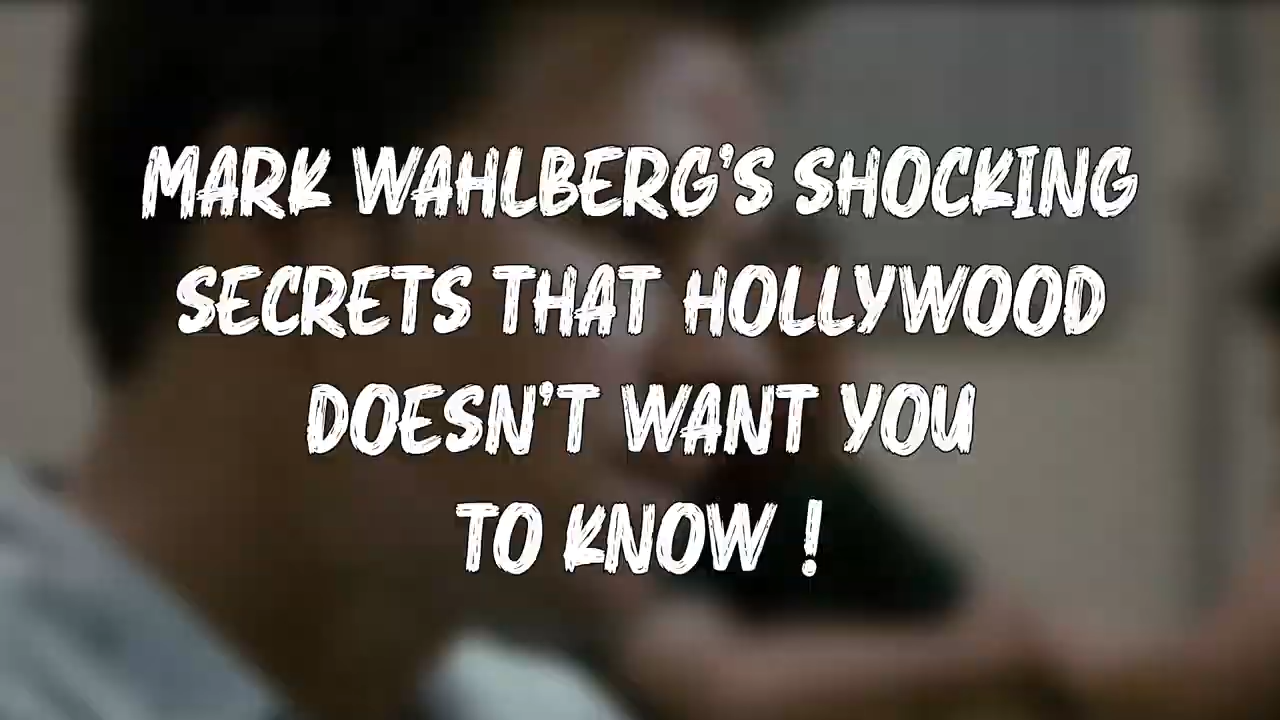 MARK WAHLBERG'S SHOCKING
SECRETS THAT HOLLYWOOD
DOESN'T WANT YOU
TO KNOW !